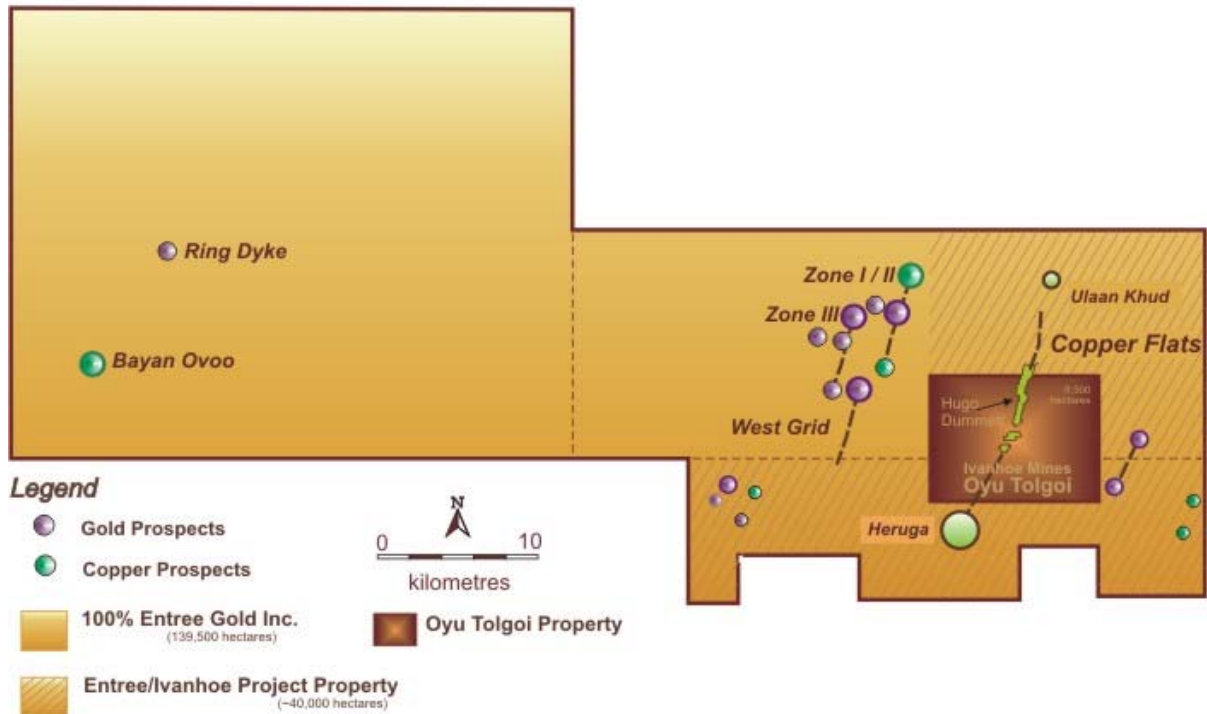 Ring Dyke
Bayan Ovoo
Zone I / II
Zone III
West Grid
Ulaan Khud
Copper Flats
8,500
hectares
Hugo
Dummett
Ivanhoe Mines
Oyu Tolgoi
Heruga
Legend
Gold Prospects
Copper Prospects
100% Entree Gold Inc.
(139,500 hectares)
Entree/Ivanhoe Project Property
(~40,000 hectares)
N
0 10
kilometres
Oyu Tolgoi Property